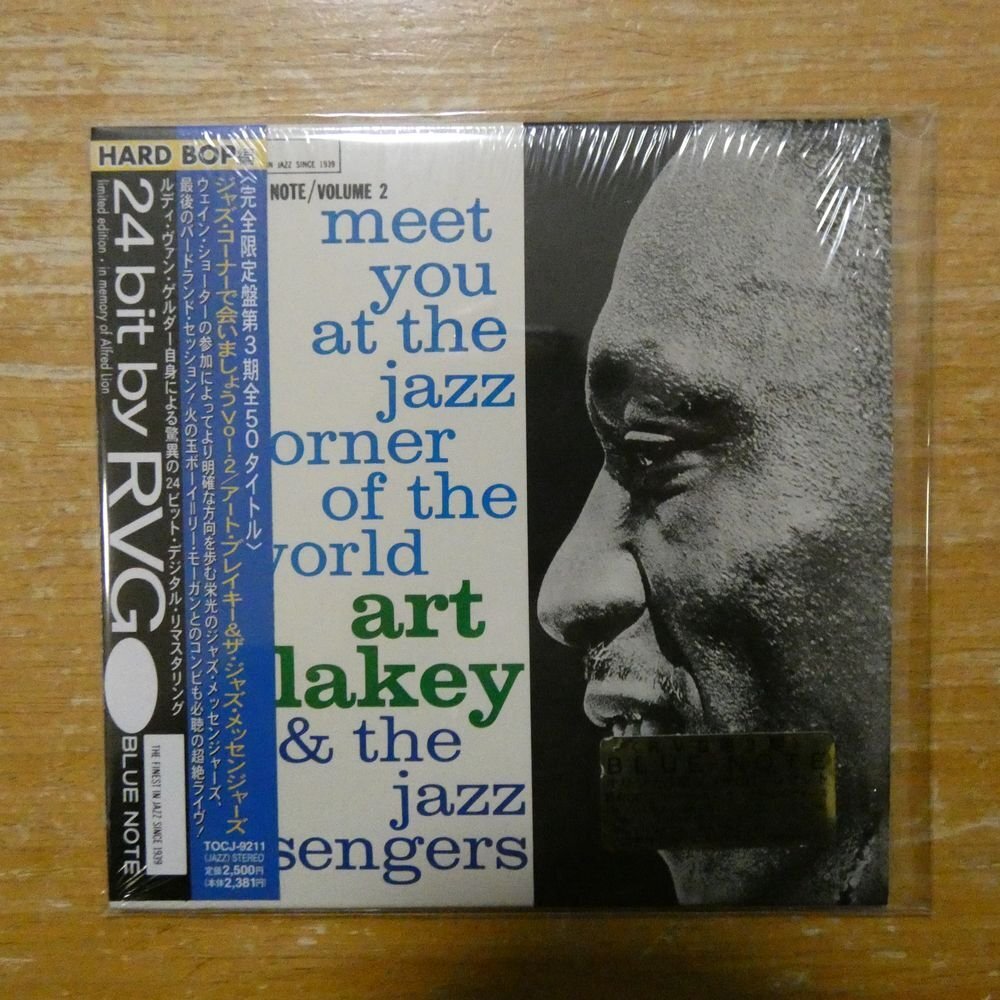 HARD BOP
24 bit by RVG
limited edition · in memory of Alfred Lion
BLUE NOTE
THE FINEST IN JAZZ SINCE 1939
〈完全限定盤第3期全50タイトル〉
ジャズ・コーナーで会いましょうVol.2/アート・ブレイキー&ザ・ジャズ・メッセンジャーズ
ウェイン・ショーターの参加によってより明確な方向を歩む栄光のジャズ・メッセンジャーズ、
最後のバードランド・セッション!火の玉ボーイ=リー・モーガンとのコンビも必聴の超絶ライヴ!
ルディ・ヴァン・ゲルダー自身による驚異の24ビット・デジタル・リマスタリング
TOCJ-9211
(JAZZ) STEREO
定価2,500円
(本体2,381円)
IN JAZZ SINCE 1939
NOTE/VOLUME 2
meet
you
at the
jazz
orner
of the
world
art
lakey
& the
jazz
sengers
BLUE NOTE